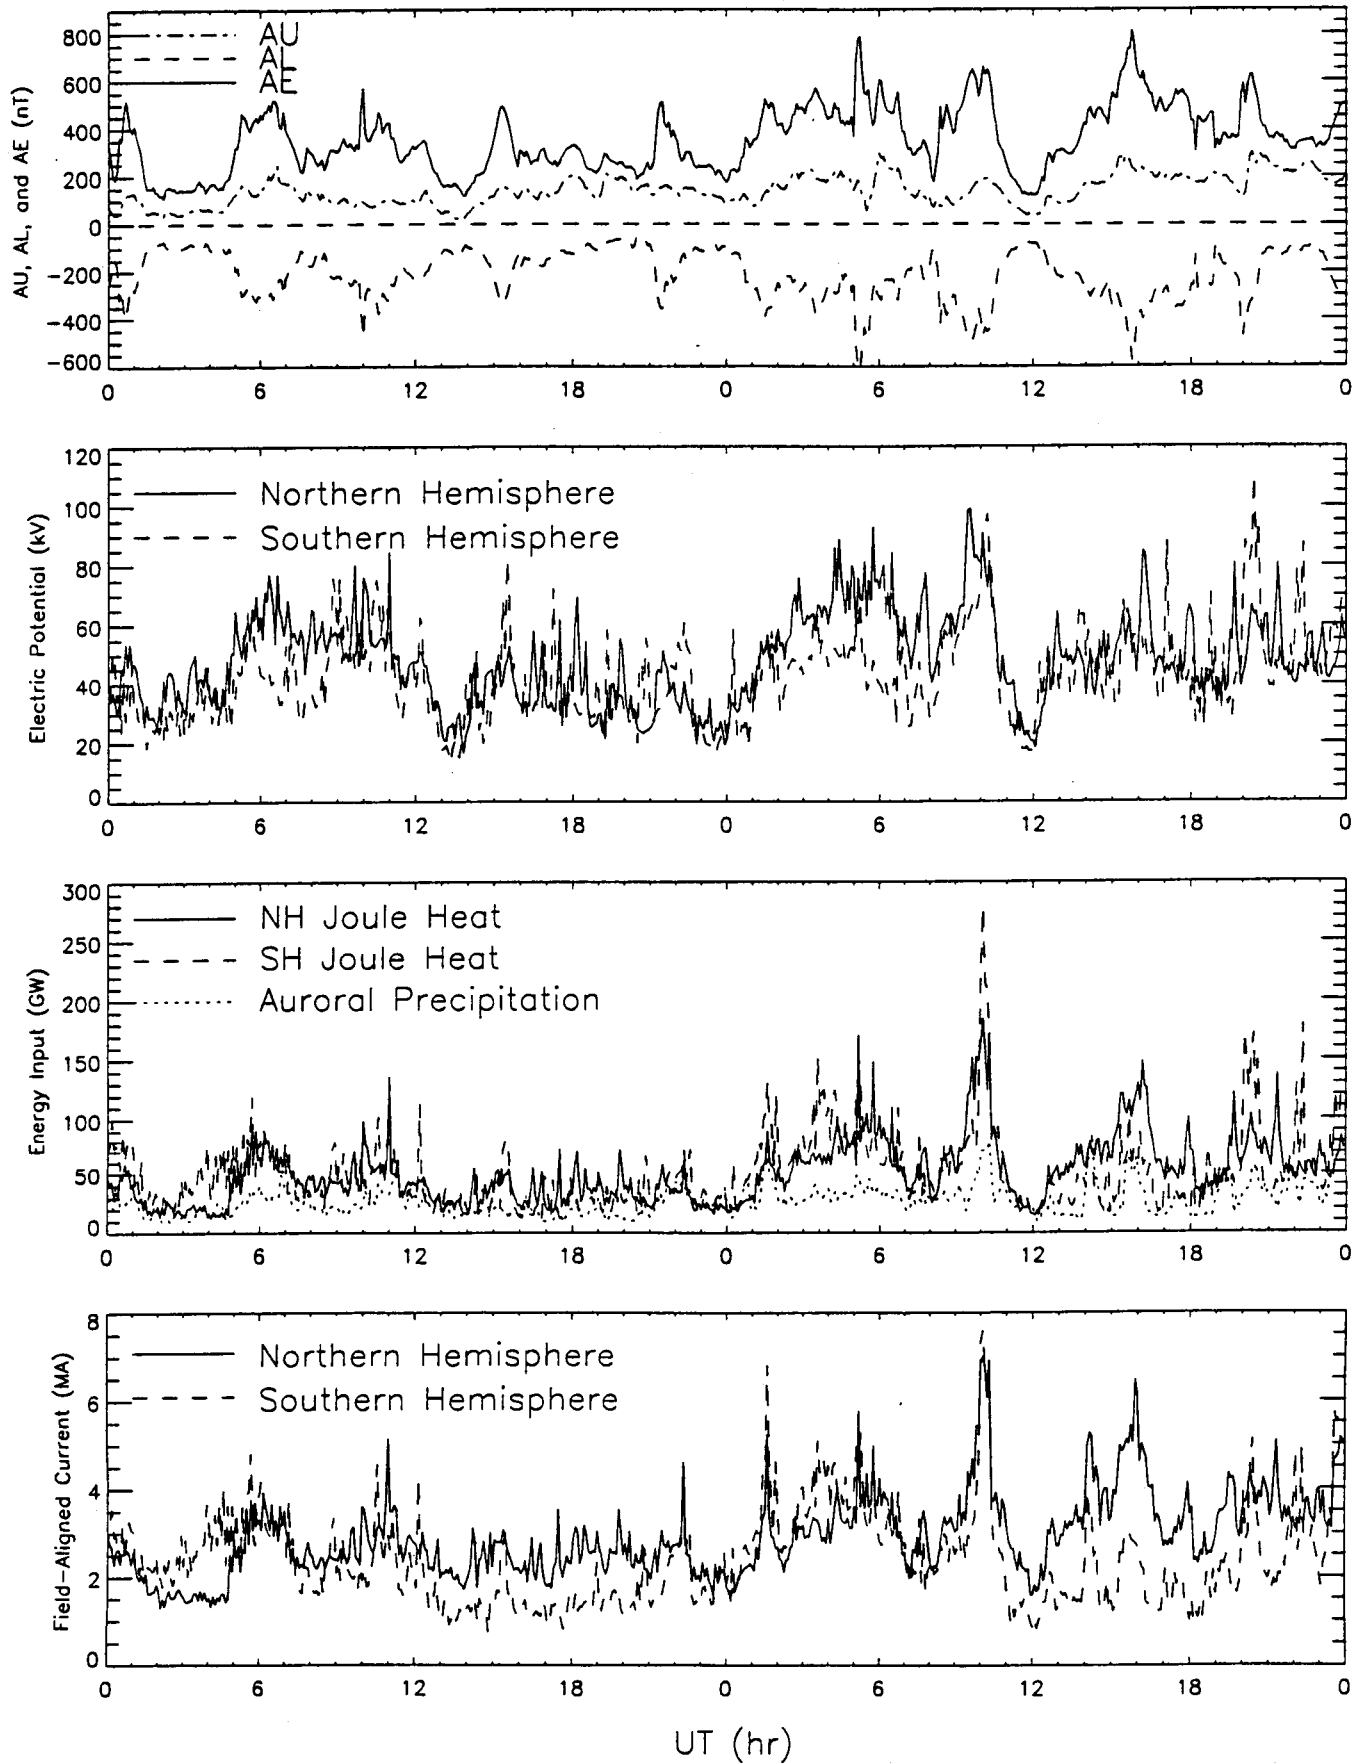 AU
AL
AE
AU, AL, and AE (nT)
800
600
400
200
0
-200
-400
-600
0 6 12 18 0 6 12 18 0
Northern Hemisphere
Southern Hemisphere
Electric Potential (kV)
120
100
80
60
40
20
0
0 6 12 18 0 6 12 18 0
NH Joule Heat
SH Joule Heat
Auroral Precipitation
Energy Input (GW)
300
250
200
150
100
50
0
0 6 12 18 0 6 12 18 0
Northern Hemisphere
Southern Hemisphere
Field-Aligned Current (MA)
8
6
4
2
0
0 6 12 18 0 6 12 18 0
UT (hr)